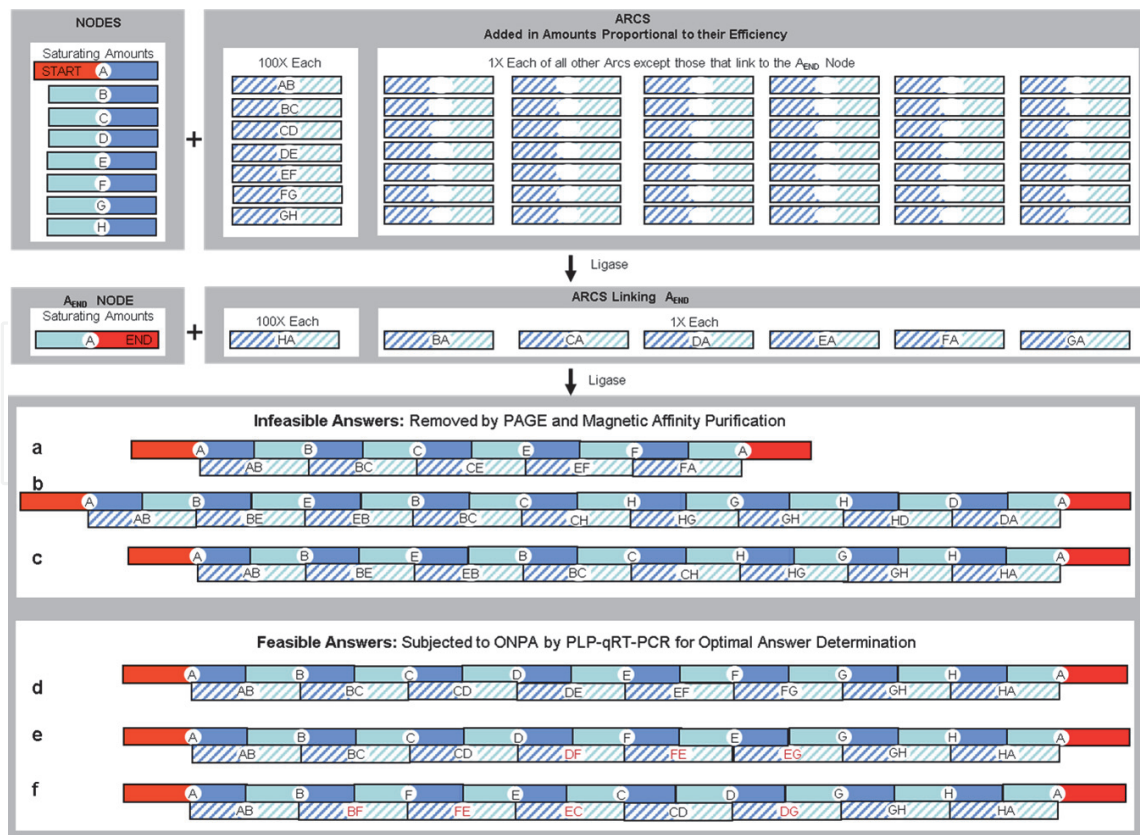 NODES
Saturating Amounts
START A
B
C
D
E
F
G
H
+
ARCS
Added in Amounts Proportional to their Efficiency
100X Each
AB
BC
CD
DE
EF
FG
GH
1X Each of all other Arcs except those that link to the AEND Node
Ligase
AEND NODE
Saturating Amounts
A END
+
ARCS Linking AEND
100X Each
HA
1X Each
BA CA DA EA FA GA
Ligase
Infeasible Answers: Removed by PAGE and Magnetic Affinity Purification
a
A B C E F A
AB BC CE EF FA
b
A B E B C H G H D A
AB BE EB BC CH HG GH HD DA
c
A B E B C H G H A
AB BE EB BC CH HG GH HA
Feasible Answers: Subjected to ONPA by PLP-qRT-PCR for Optimal Answer Determination
d
A B C D E F G H A
AB BC CD DE EF FG GH HA
e
A B C D F E G H A
AB BC CD DF FE EG GH HA
f
A B F E C D G H A
AB BF FE EC CD DG GH HA